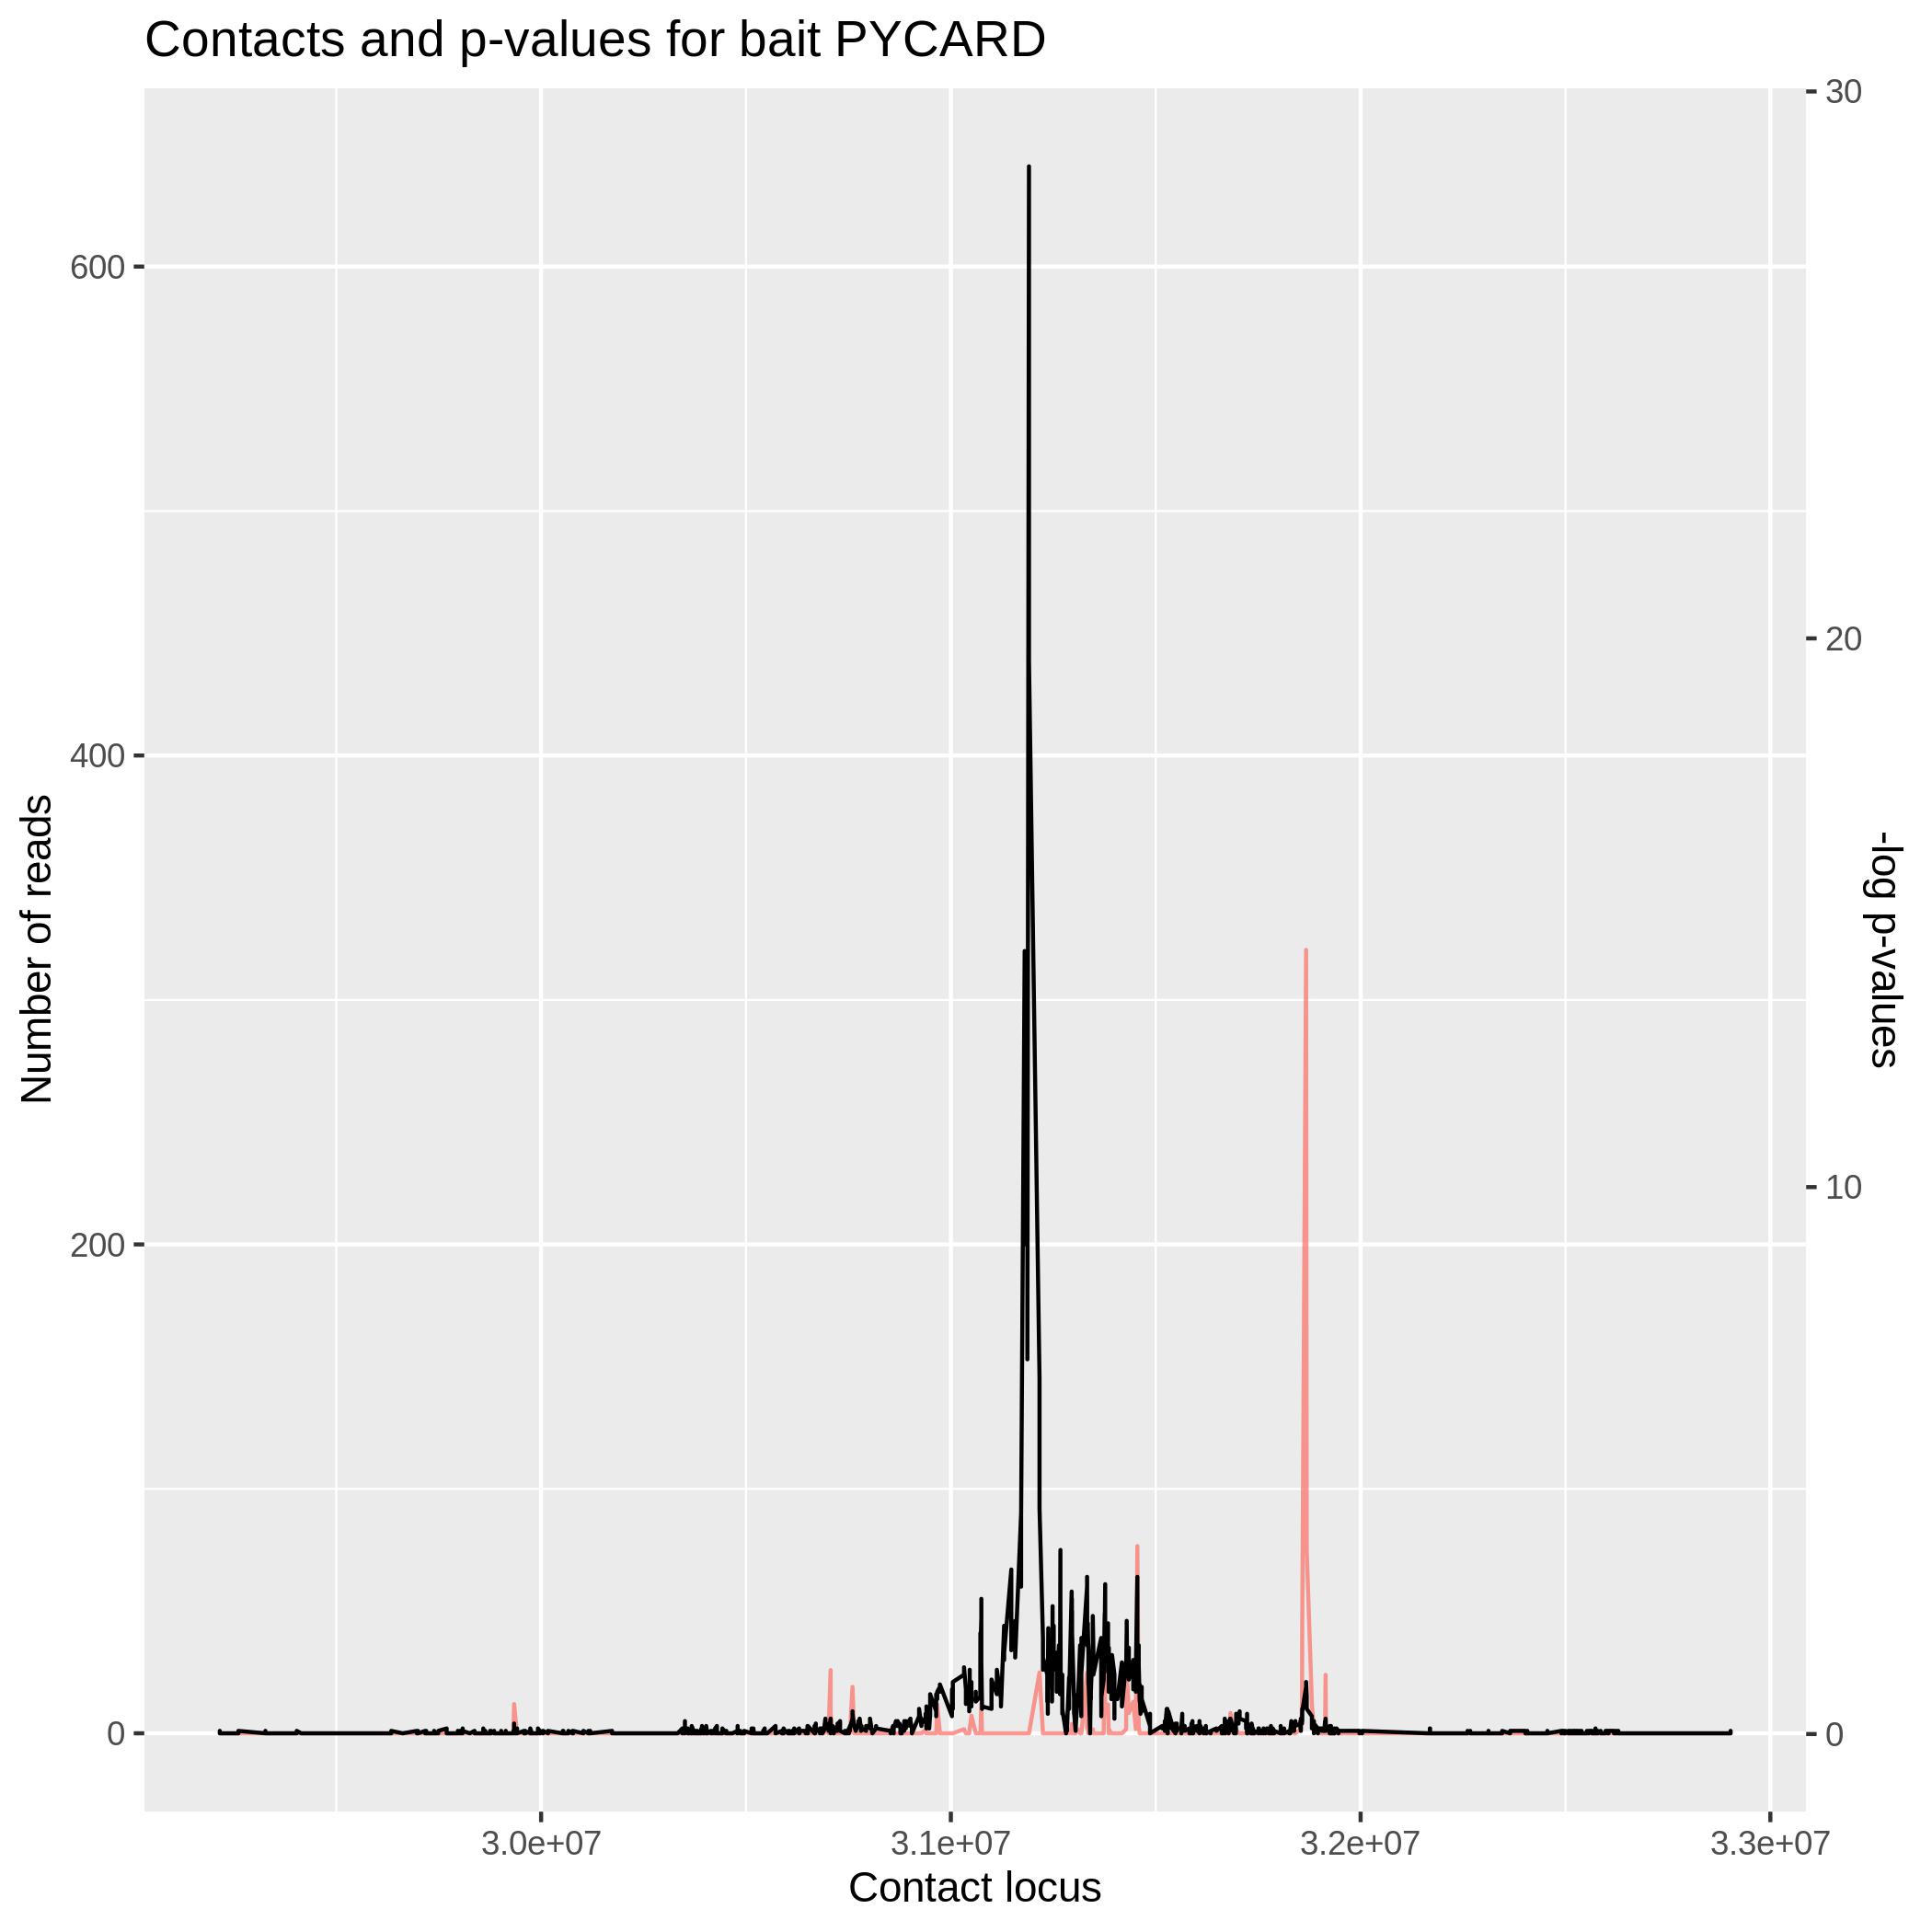 Contacts and p-values for bait PYCARD
30
600
20
400
Number of reads
-log p-values
10
200
0
0
3.0e+07
3.1e+07
3.2e+07
3.3e+07
Contact locus